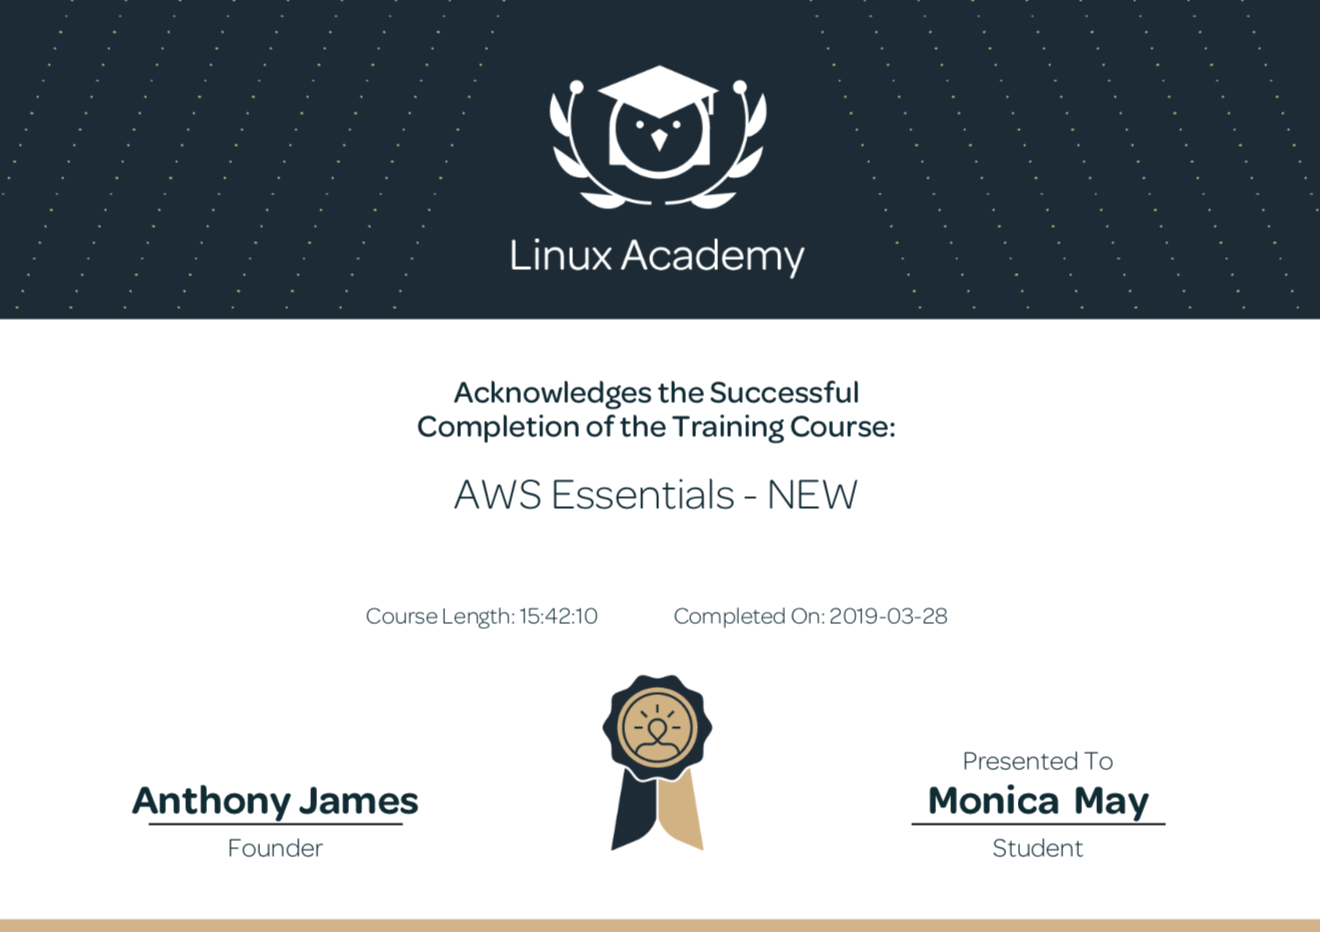 Linux Academy
Acknowledges the Successful
Completion of the Training Course:
AWS Essentials - NEW
Course Length: 15:42:10
Completed On: 2019-03-28
Anthony James
Founder
Presented To
Monica May
Student